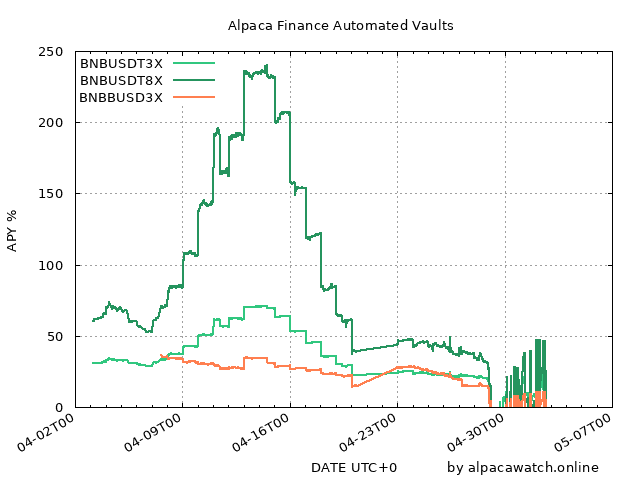 Alpaca Finance Automated Vaults
250
200
150
100
50
0
APY %
BNBUSDT3X
BNBUSDT8X
BNBBUSD3X
04-02T00
04-09T00
04-16T00
04-23T00
04-30T00
05-07T00
DATE UTC+0
by alpacawatch.online